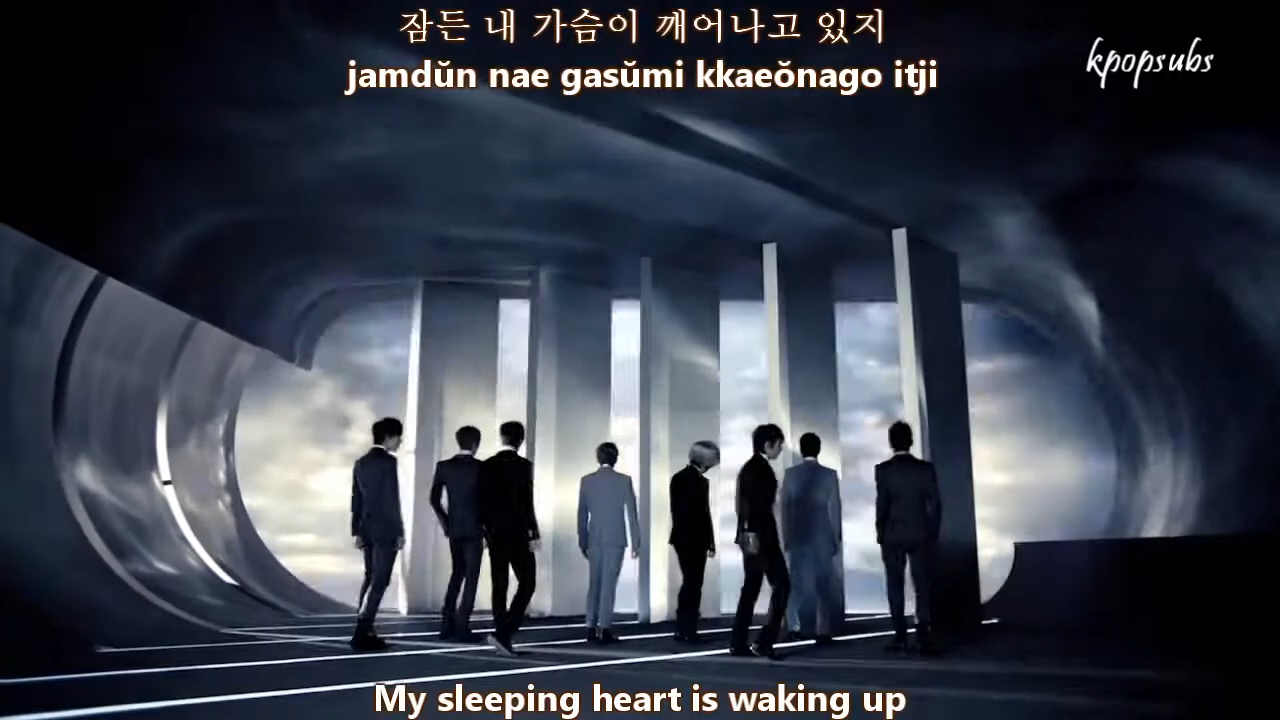 잠든 내 가슴이 깨어나고 있지
jamdŭn nae gasŭmi kkaeŏnago itji
kpopsubs
My sleeping heart is waking up